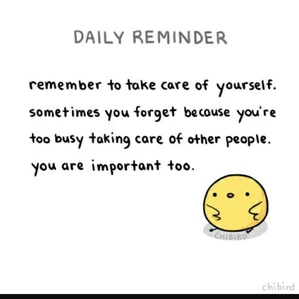 DAILY REMINDER
remember to take care of yourself.
sometimes you forget because you're
too busy taking care of other people.
you are important too.
CHIBIRD
chibird